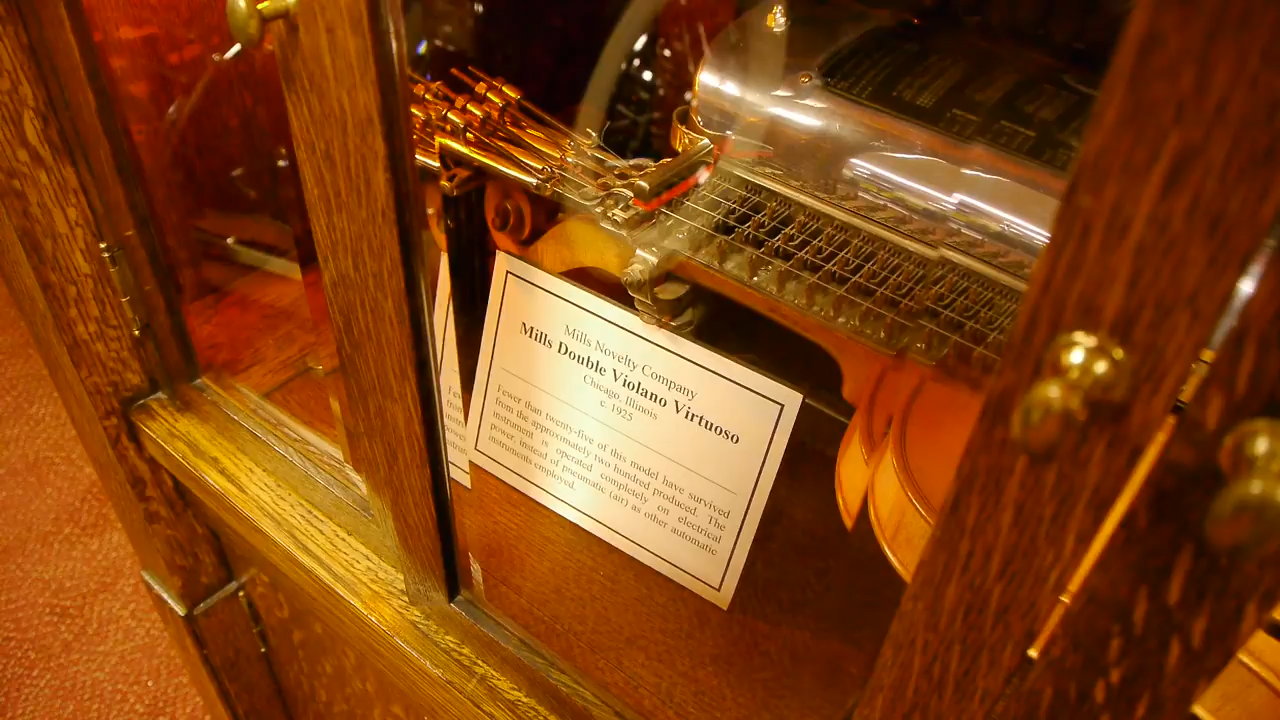 Mills Novelty Company
Mills Double Violano Virtuoso
Chicago, Illinois
c. 1925
Fewer than twenty-five of this model have survived
from the approximately two hundred produced. The
instrument is operated completely on electrical
power, instead of pneumatic (air) as other automatic
instruments employed.